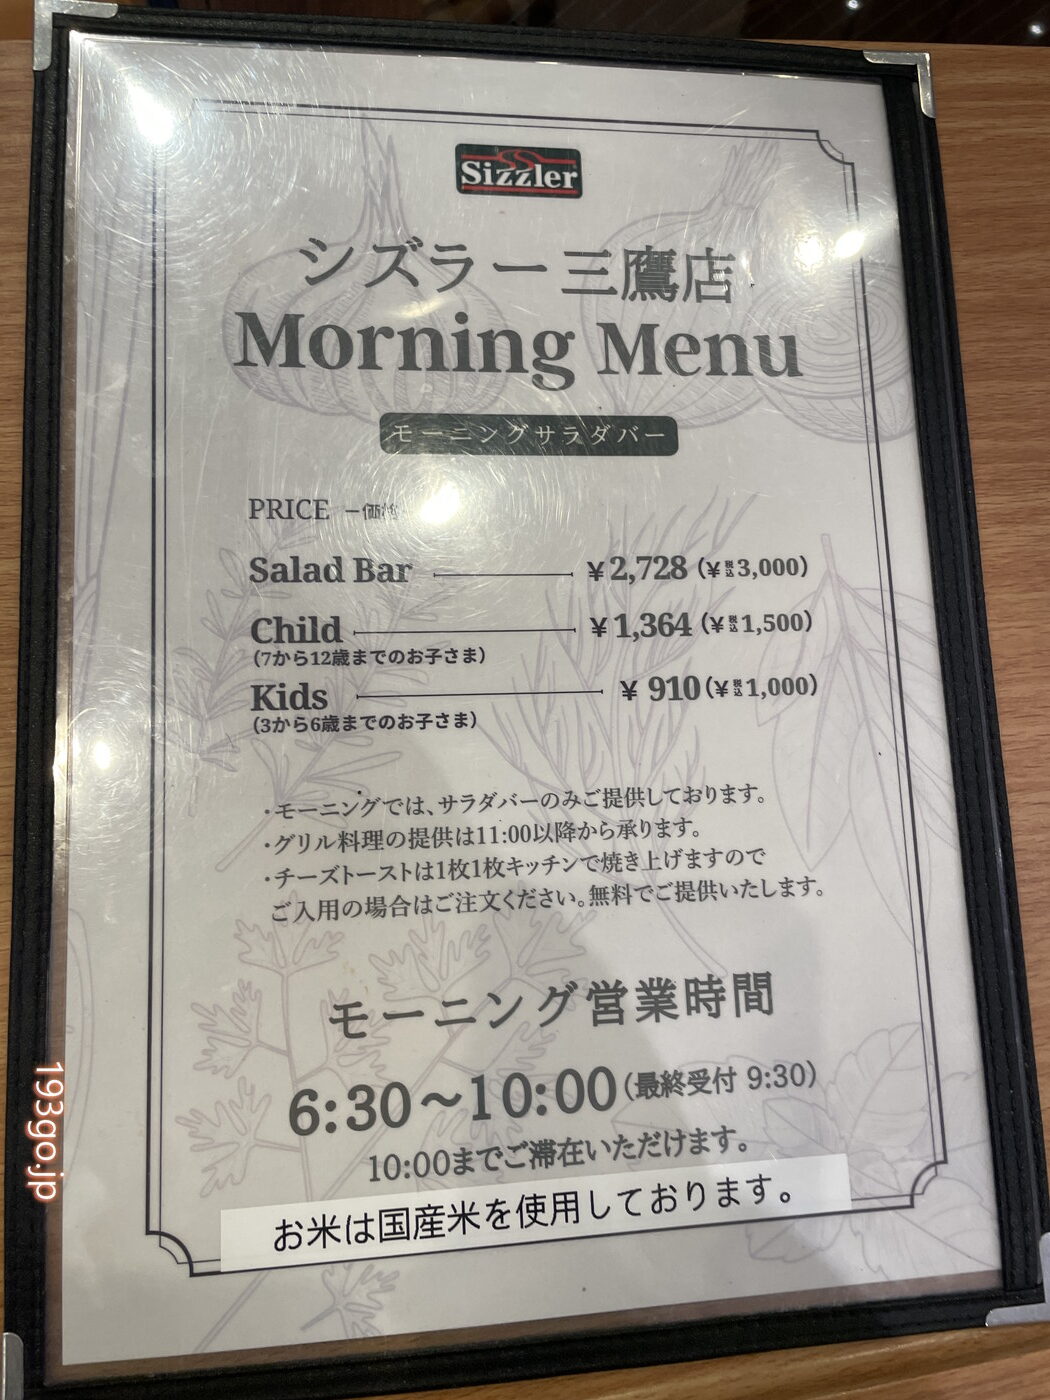 Sizzler
シズラー三鷹店
Morning Menu
モーニングサラダバー
PRICE ー価格
Salad Bar ¥2,728 (¥税込3,000)
Child ¥1,364 (¥税込1,500)
(7から12歳までのお子さま)
Kids ¥ 910 (¥税込1,000)
(3から6歳までのお子さま)
・モーニングでは、サラダバーのみご提供しております。
・グリル料理の提供は11:00以降から承ります。
・チーズトーストは1枚1枚キッチンで焼き上げますので
ご入用の場合はご注文ください。無料でご提供いたします。
モーニング営業時間
6:30～10:00(最終受付 9:30)
10:00までご滞在いただけます。
お米は国産米を使用しております。
193go.jp